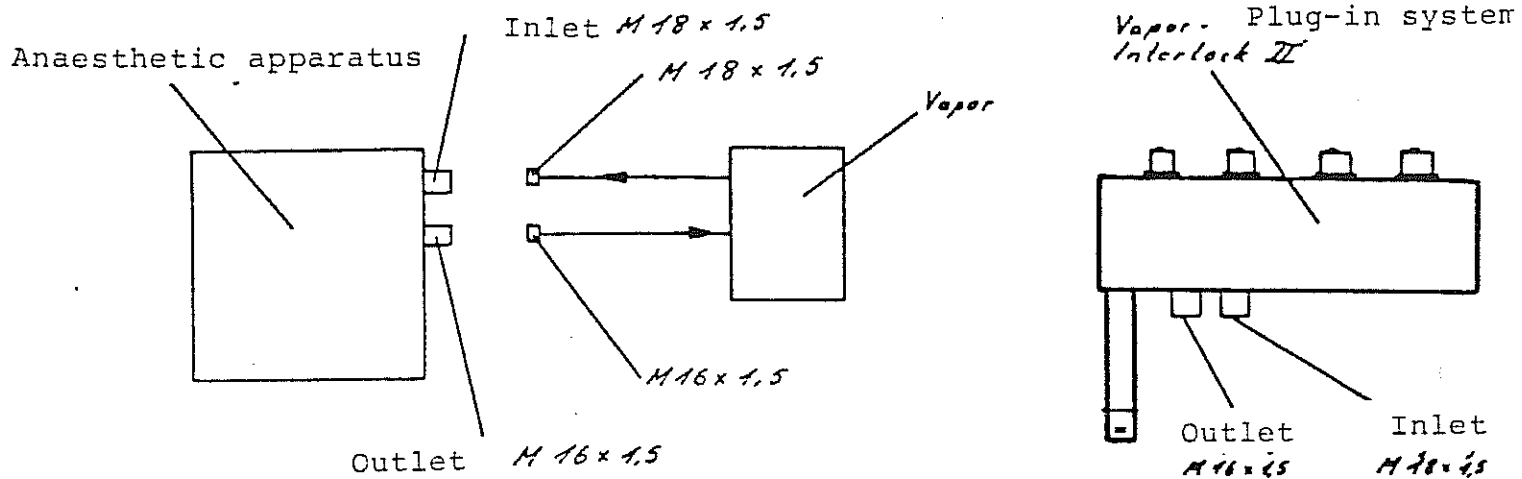 Anaesthetic apparatus
Inlet M 18 x 1,5
M 18 x 1,5
Vapor
M 16 x 1,5
Outlet M 16 x 1,5
Vapor- Plug-in system
Interlock II
Outlet
M 16 x 1,5
Inlet
M 18 x 1,5